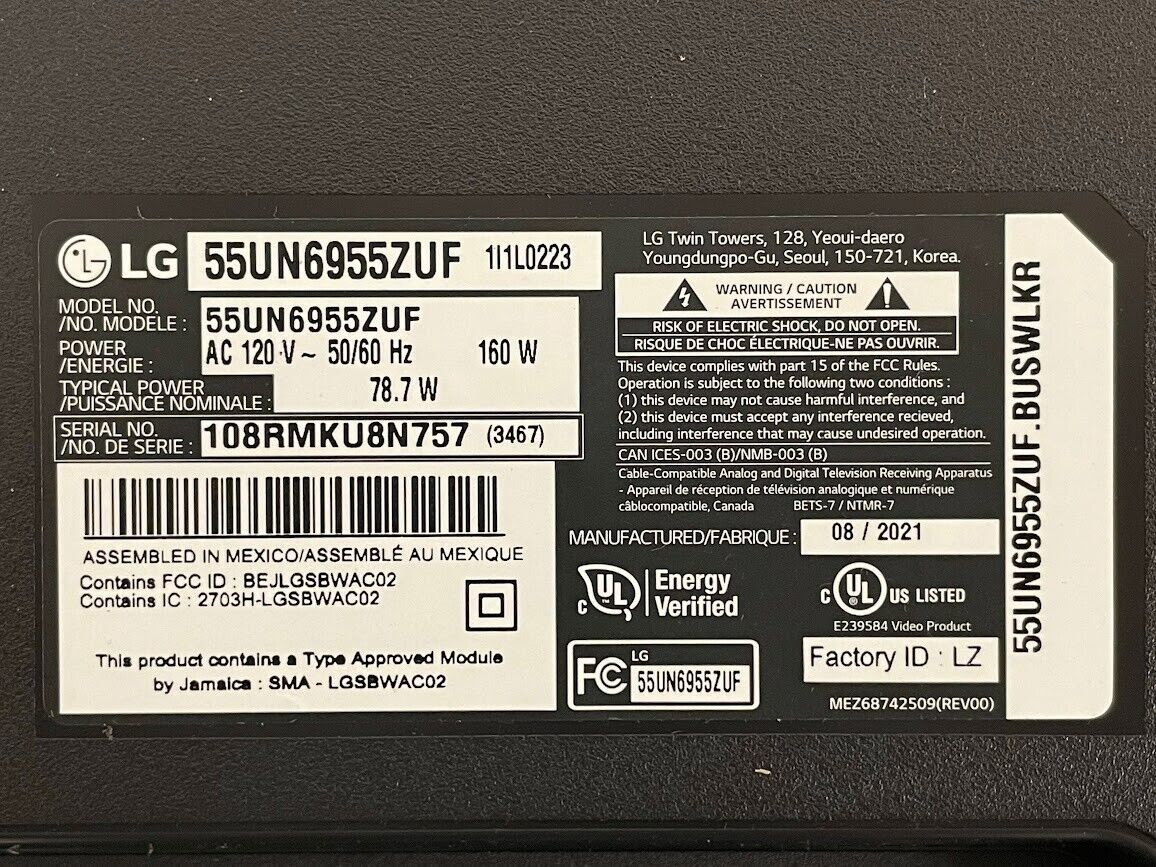 LG 55UN6955ZUF 1I1L0223
MODEL NO.
/NO. MODÈLE : 55UN6955ZUF
POWER
/ENERGIE : AC 120 V ~ 50/60 Hz 160 W
TYPICAL POWER
/PUISSANCE NOMINALE : 78.7 W
SERIAL NO.
/NO. DE SERIE : 108RMKU8N757 (3467)
ASSEMBLED IN MEXICO/ASSEMBLÉ AU MEXIQUE
Contains FCC ID : BEJLGSBWAC02
Contains IC : 2703H-LGSBWAC02
This product contains a Type Approved Module
by Jamaica : SMA - LGSBWAC02
LG Twin Towers, 128, Yeoui-daero
Youngdungpo-Gu, Seoul, 150-721, Korea.
WARNING / CAUTION
AVERTISSEMENT
RISK OF ELECTRIC SHOCK, DO NOT OPEN.
RISQUE DE CHOC ÉLECTRIQUE-NE PAS OUVRIR.
This device complies with part 15 of the FCC Rules.
Operation is subject to the following two conditions :
(1) this device may not cause harmful interference, and
(2) this device must accept any interference recieved,
including interference that may cause undesired operation.
CAN ICES-003 (B)/NMB-003 (B)
Cable-Compatible Analog and Digital Television Receiving Apparatus
- Appareil de réception de télévision analogique et numérique
câblocompatible, Canada BETS-7 / NTMR-7
MANUFACTURED/FABRIQUE : 08 / 2021
C UL TM Energy
Verified
C UL US LISTED
E239584 Video Product
FC LG
55UN6955ZUF
Factory ID : LZ
MEZ68742509(REV00)
55UN6955ZUF.BUSWLKR